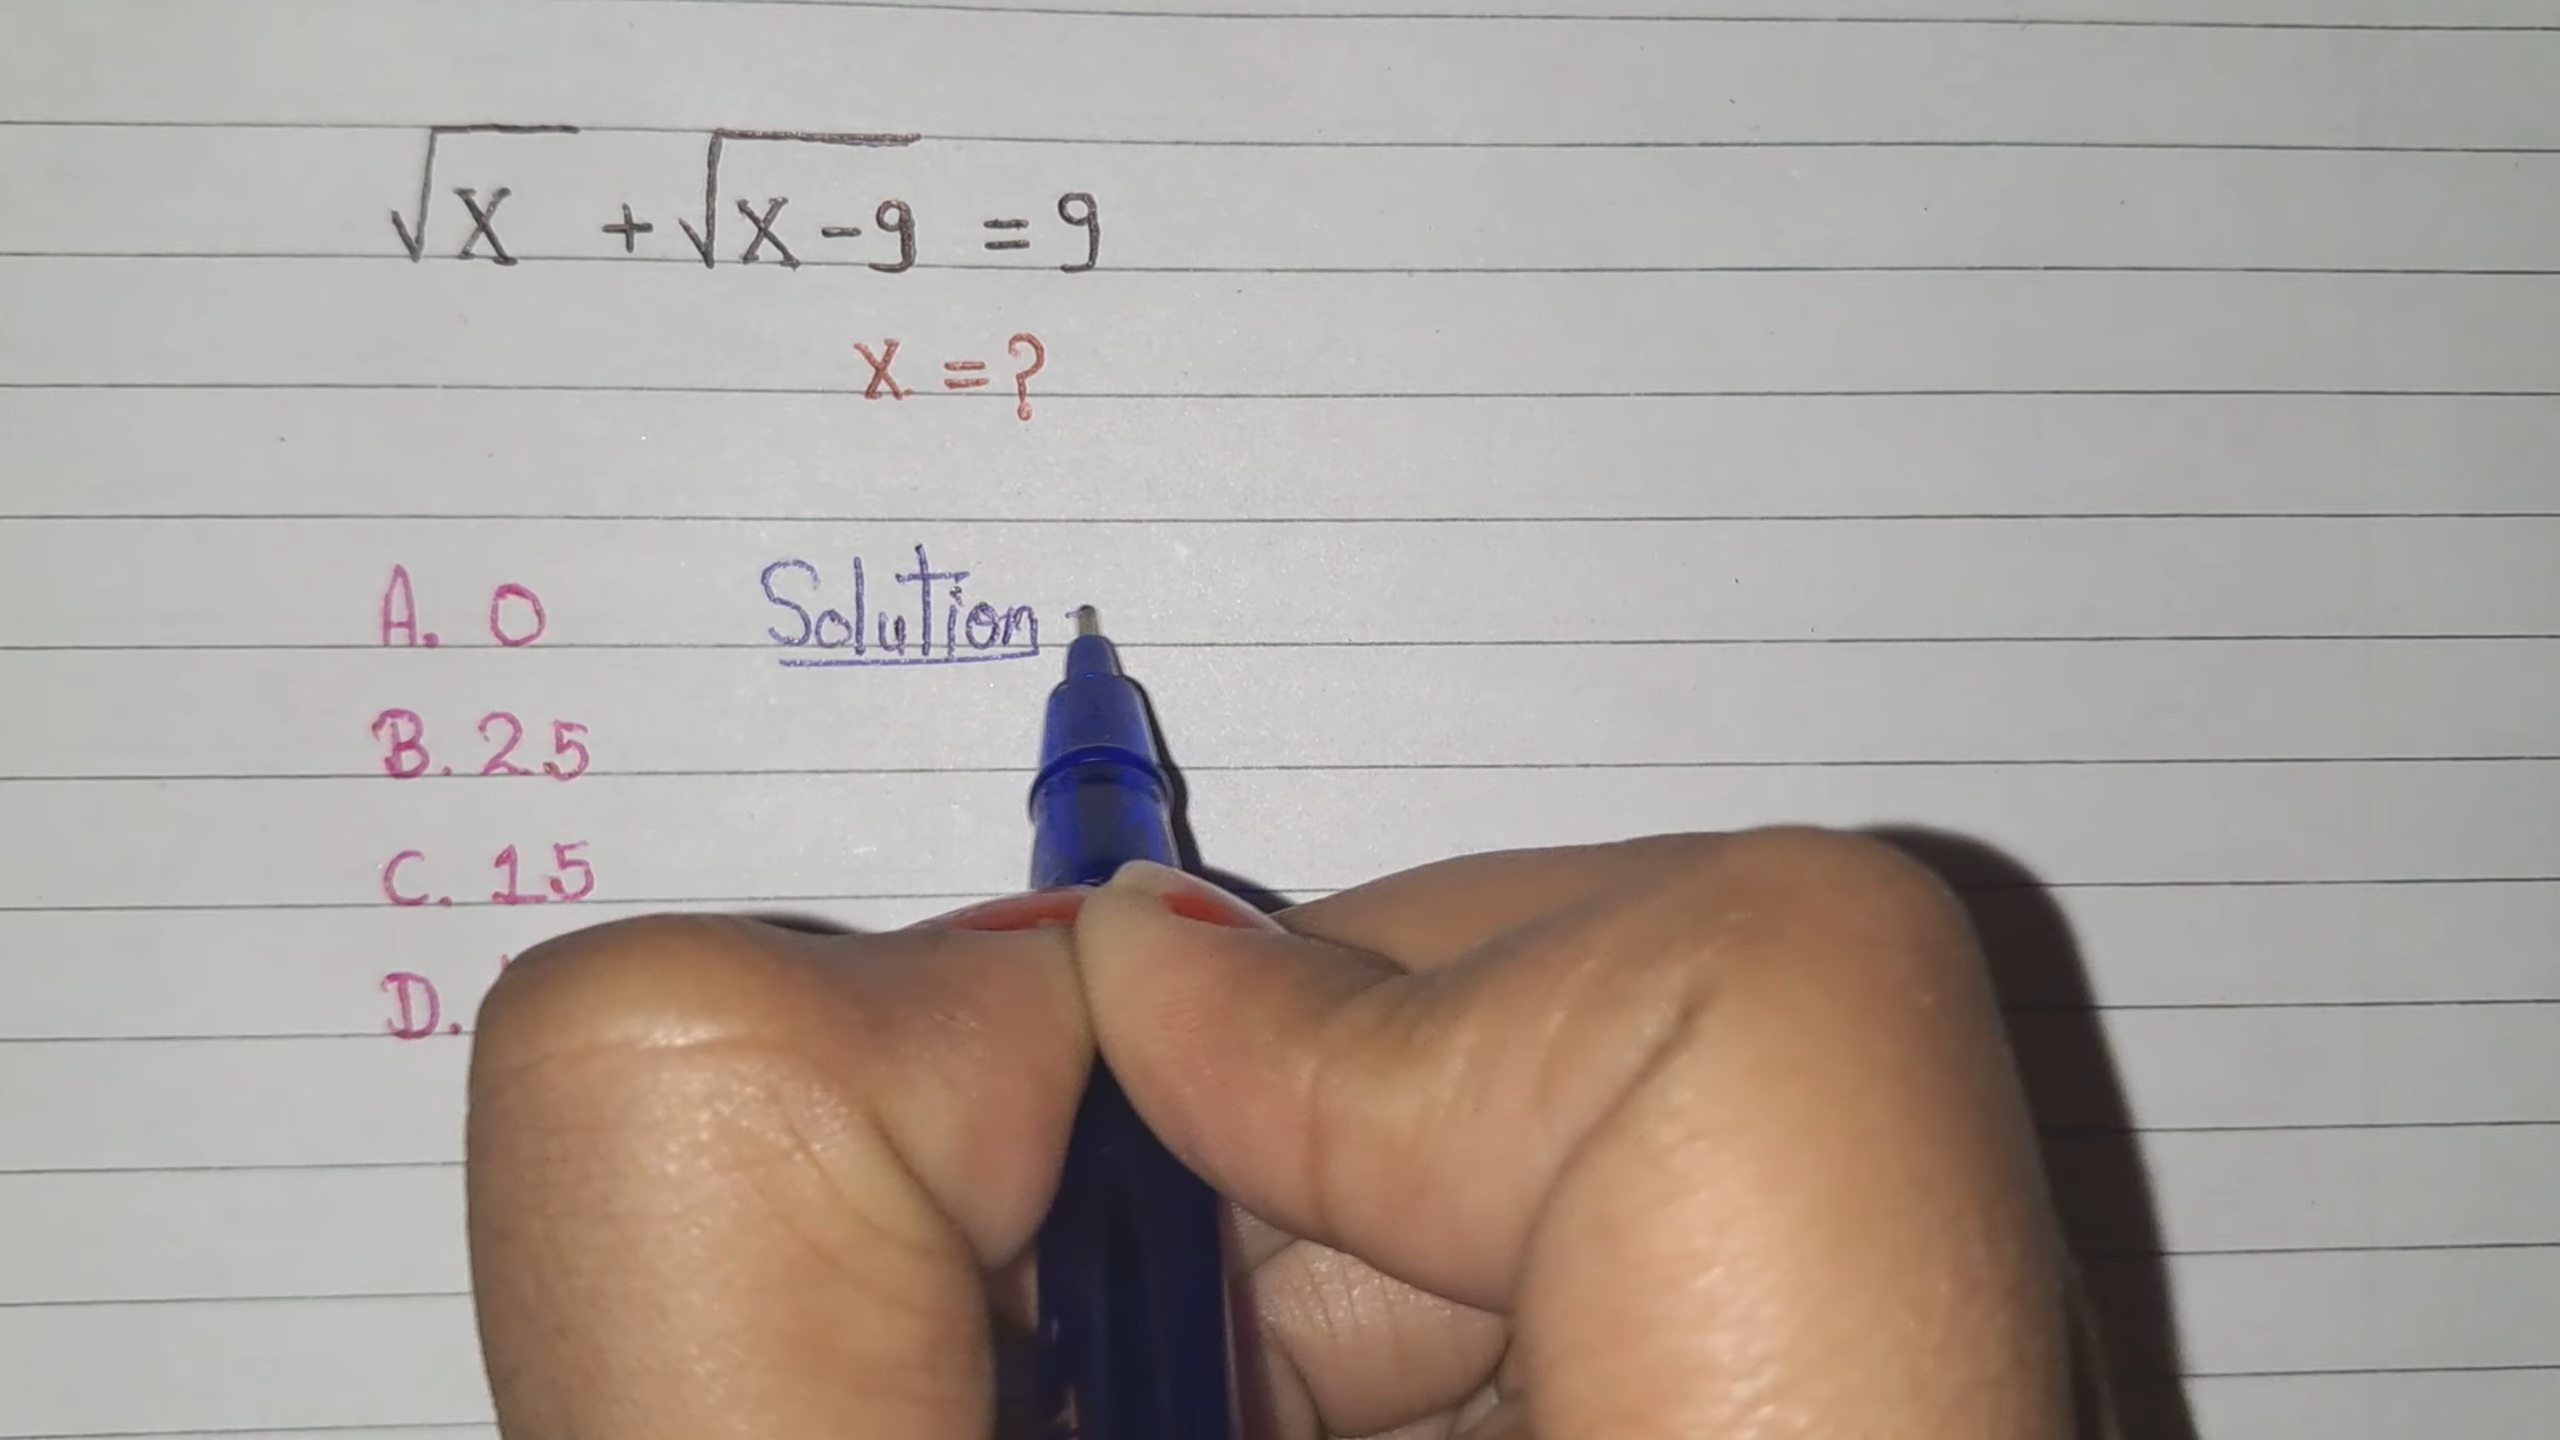 √x + √x-9 = 9
x = ?
A. 0 Solution -
B. 25
C. 15
D.